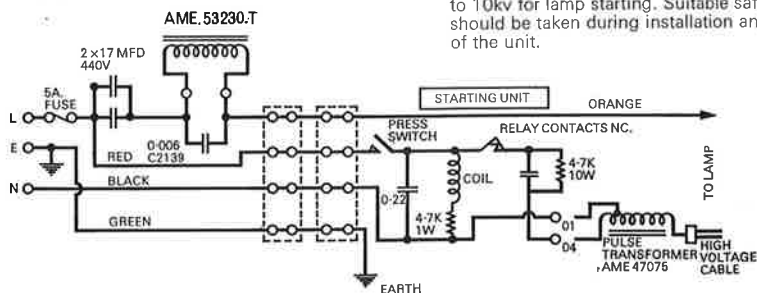 to 10kv for lamp starting. Suitable saf
should be taken during installation an
of the unit.
AME.53230.T
2 x 17 MFD
440V
5A.
FUSE
L
E
N
0·006
C2139
RED
BLACK
GREEN
STARTING UNIT
ORANGE
PRESS
SWITCH
RELAY CONTACTS NC.
COIL
0·22
4·7K
1W
4·7K
10W
TO LAMP
01
04
PULSE
TRANSFORMER
AME 47075
HIGH
VOLTAGE
CABLE
EARTH